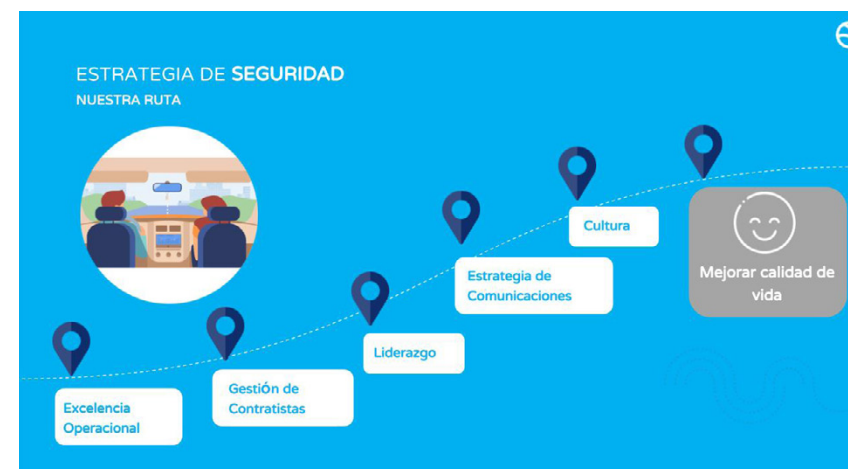 ESTRATEGIA DE SEGURIDAD
NUESTRA RUTA
Excelencia
Operacional
Gestión de
Contratistas
Liderazgo
Estrategia de
Comunicaciones
Cultura
Mejorar calidad de
vida